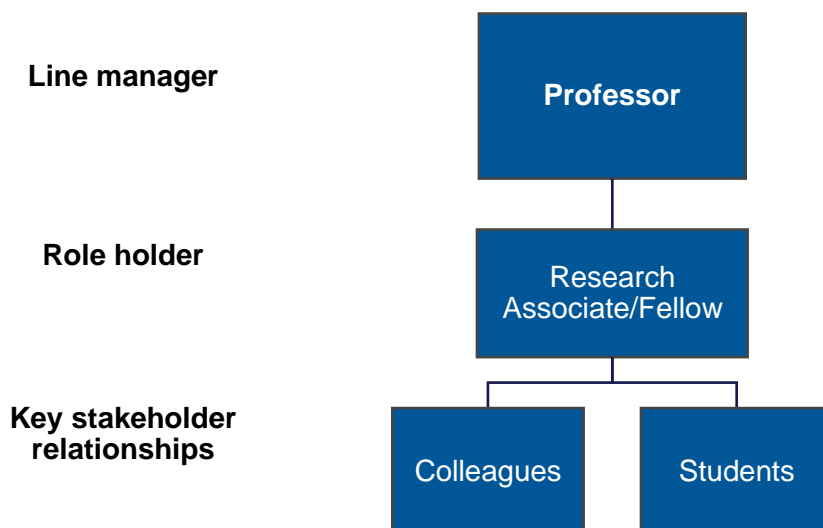 Line manager
Professor
Role holder
Research
Associate/Fellow
Key stakeholder
relationships
Colleagues
Students